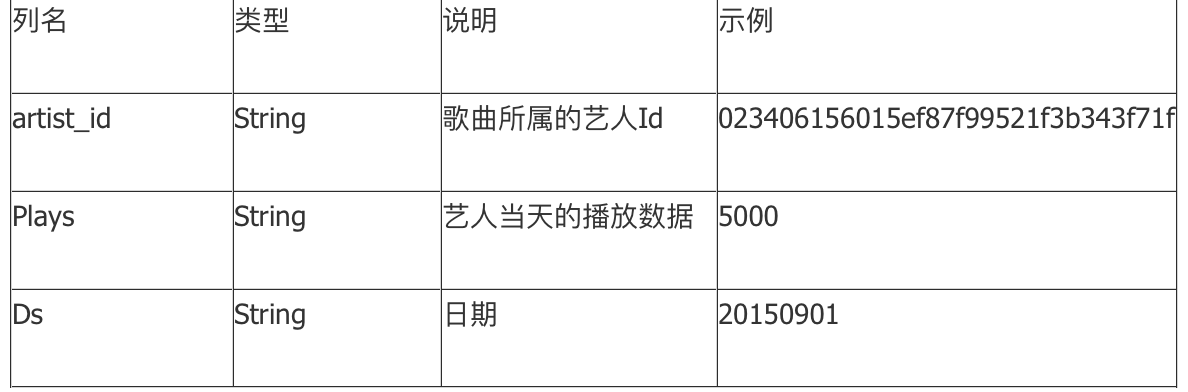 列名 类型 说明 示例
artist_id String 歌曲所属的艺人Id 023406156015ef87f99521f3b343f71f
Plays String 艺人当天的播放数据 5000
Ds String 日期 20150901